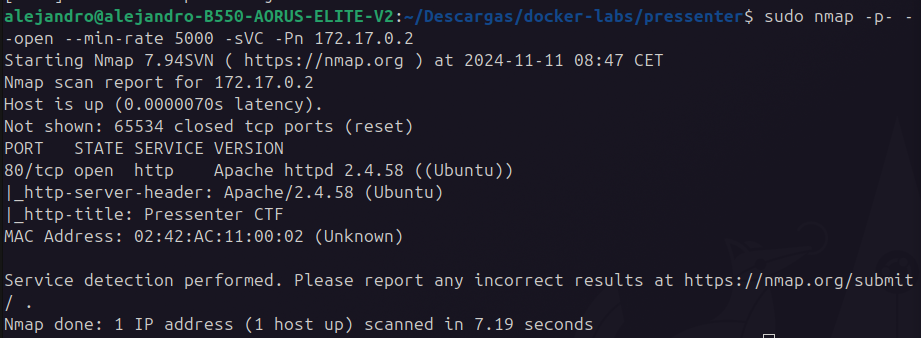 alejandro@alejandro-B550-AORUS-ELITE-V2:~/Descargas/docker-labs/pressenter$ sudo nmap -p- -
-open --min-rate 5000 -sVC -Pn 172.17.0.2
Starting Nmap 7.94SVN ( https://nmap.org ) at 2024-11-11 08:47 CET
Nmap scan report for 172.17.0.2
Host is up (0.0000070s latency).
Not shown: 65534 closed tcp ports (reset)
PORT   STATE SERVICE VERSION
80/tcp open  http    Apache httpd 2.4.58 ((Ubuntu))
|_http-server-header: Apache/2.4.58 (Ubuntu)
|_http-title: Pressenter CTF
MAC Address: 02:42:AC:11:00:02 (Unknown)

Service detection performed. Please report any incorrect results at https://nmap.org/submit
/ .
Nmap done: 1 IP address (1 host up) scanned in 7.19 seconds